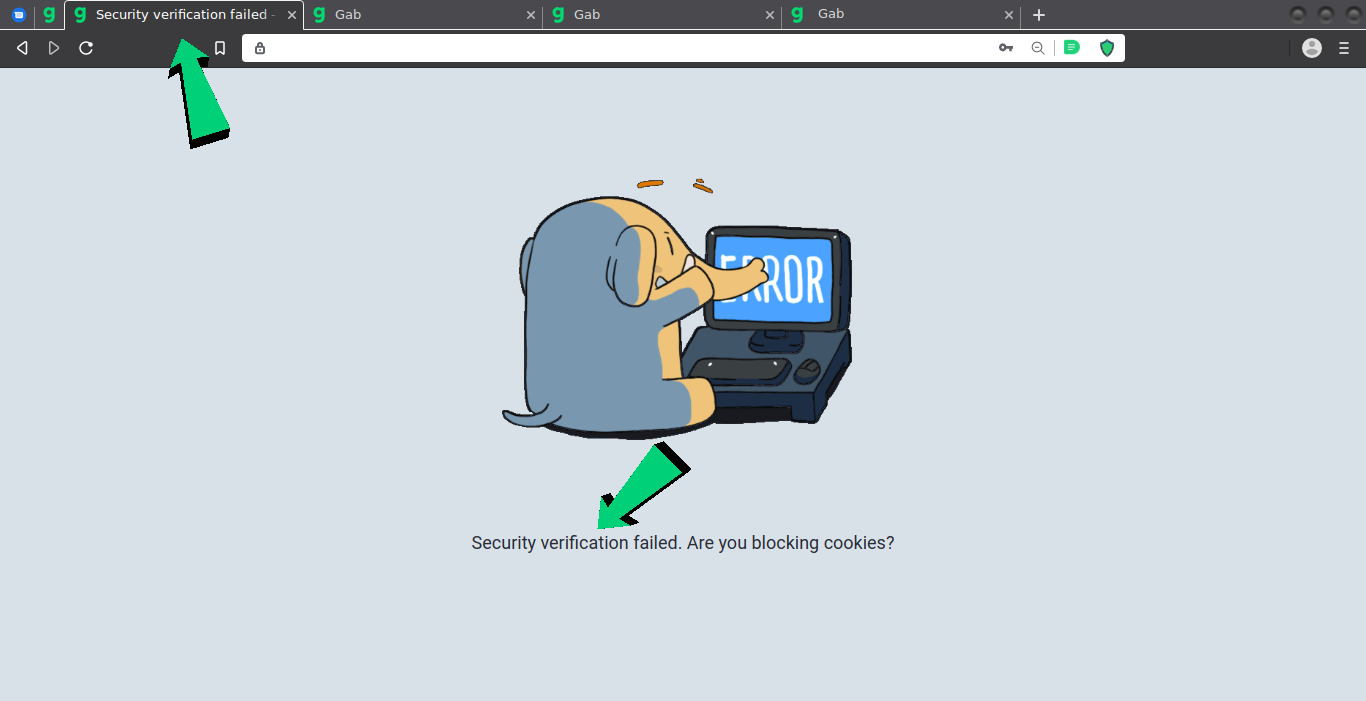 Security verification failed -
Gab
Gab
Gab
ERROR
Security verification failed. Are you blocking cookies?